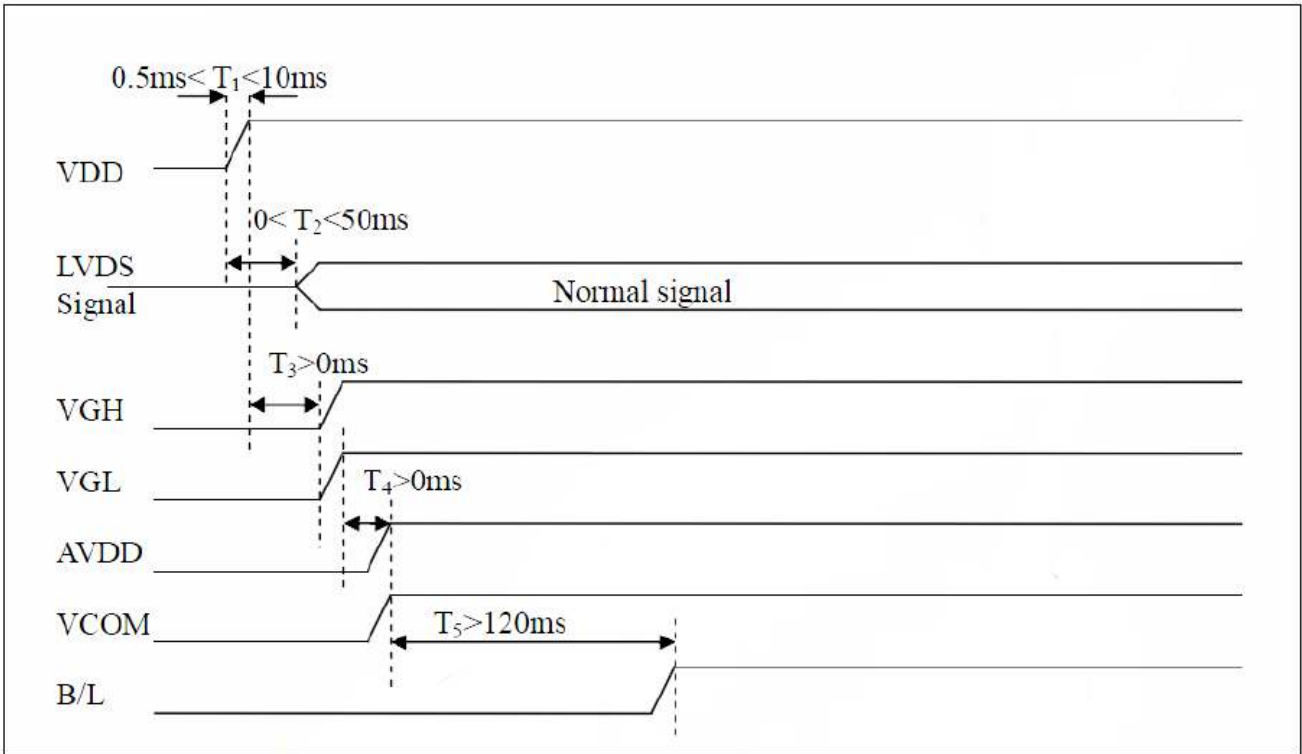 0.5ms< T₁<10ms
VDD
0< T₂<50ms
LVDS
Signal
Normal signal
T₃>0ms
VGH
VGL
T₄>0ms
AVDD
VCOM
T₅>120ms
B/L